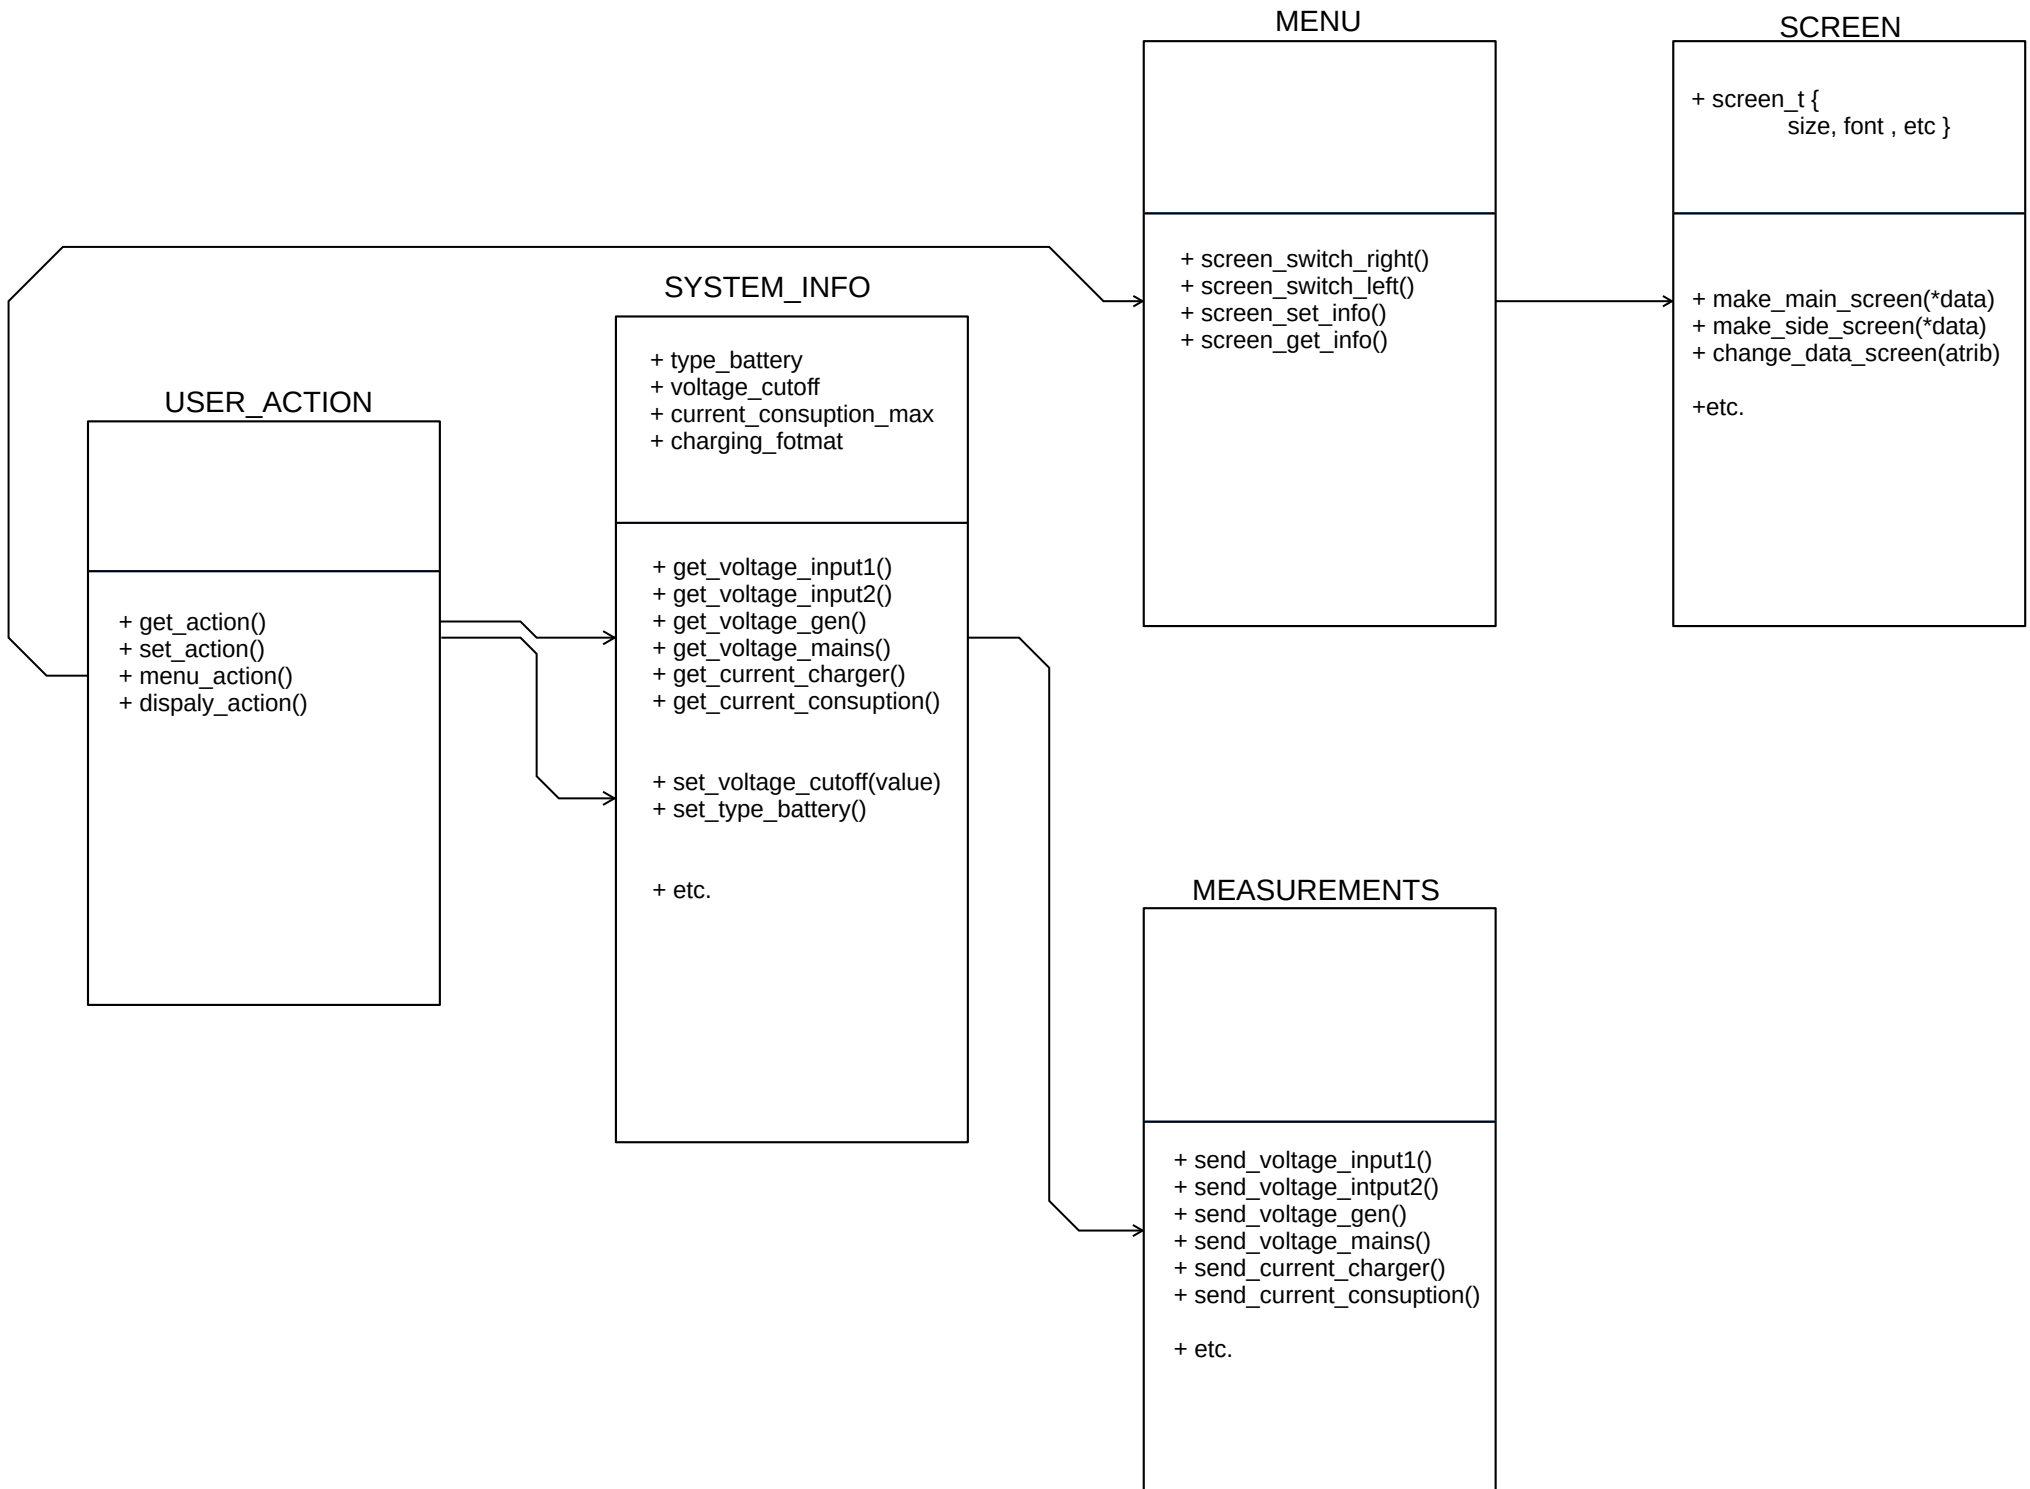 MENU
+ screen_switch_right()
+ screen_switch_left()
+ screen_set_info()
+ screen_get_info()
SCREEN
+ screen_t {
size, font , etc }
+ make_main_screen(*data)
+ make_side_screen(*data)
+ change_data_screen(atrib)
+etc.
SYSTEM_INFO
+ type_battery
+ voltage_cutoff
+ current_consuption_max
+ charging_fotmat
+ get_voltage_input1()
+ get_voltage_input2()
+ get_voltage_gen()
+ get_voltage_mains()
+ get_current_charger()
+ get_current_consuption()
+ set_voltage_cutoff(value)
+ set_type_battery()
+ etc.
USER_ACTION
+ get_action()
+ set_action()
+ menu_action()
+ dispaly_action()
MEASUREMENTS
+ send_voltage_input1()
+ send_voltage_intput2()
+ send_voltage_gen()
+ send_voltage_mains()
+ send_current_charger()
+ send_current_consuption()
+ etc.